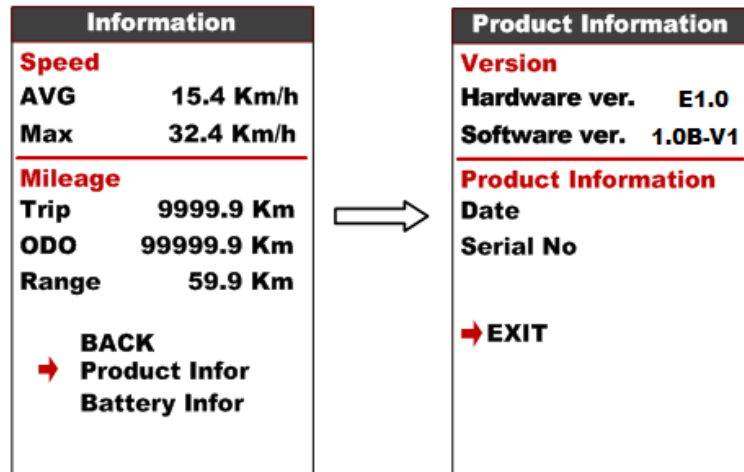 Information
Speed
AVG 15.4 Km/h
Max 32.4 Km/h
Mileage
Trip 9999.9 Km
ODO 99999.9 Km
Range 59.9 Km
BACK
Product Infor
Battery Infor
Product Information
Version
Hardware ver. E1.0
Software ver. 1.0B-V1
Product Information
Date
Serial No
EXIT